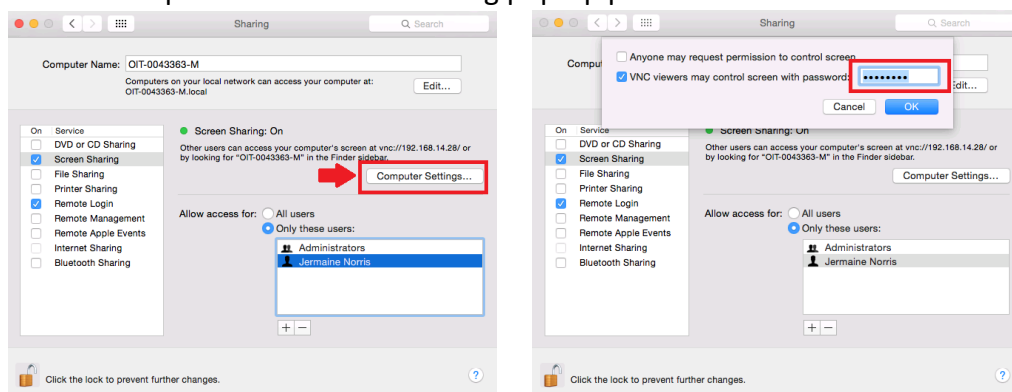 Sharing
Search
Computer Name: OIT-0043363-M
Computers on your local network can access your computer at:
OIT-0043363-M.local
Edit...
On Service
DVD or CD Sharing
Screen Sharing
File Sharing
Printer Sharing
Remote Login
Remote Management
Remote Apple Events
Internet Sharing
Bluetooth Sharing
Screen Sharing: On
Other users can access your computer's screen at vnc://192.168.14.28/ or
by looking for "OIT-0043363-M" in the Finder sidebar.
Computer Settings...
Allow access for: All users
Only these users:
Administrators
Jermaine Norris
Click the lock to prevent further changes.
Sharing
Search
Anyone may request permission to control screen
VNC viewers may control screen with password:
Cancel OK
On Service
DVD or CD Sharing
Screen Sharing
File Sharing
Printer Sharing
Remote Login
Remote Management
Remote Apple Events
Internet Sharing
Bluetooth Sharing
Screen Sharing: On
Other users can access your computer's screen at vnc://192.168.14.28/ or
by looking for "OIT-0043363-M" in the Finder sidebar.
Computer Settings...
Allow access for: All users
Only these users:
Administrators
Jermaine Norris
Click the lock to prevent further changes.